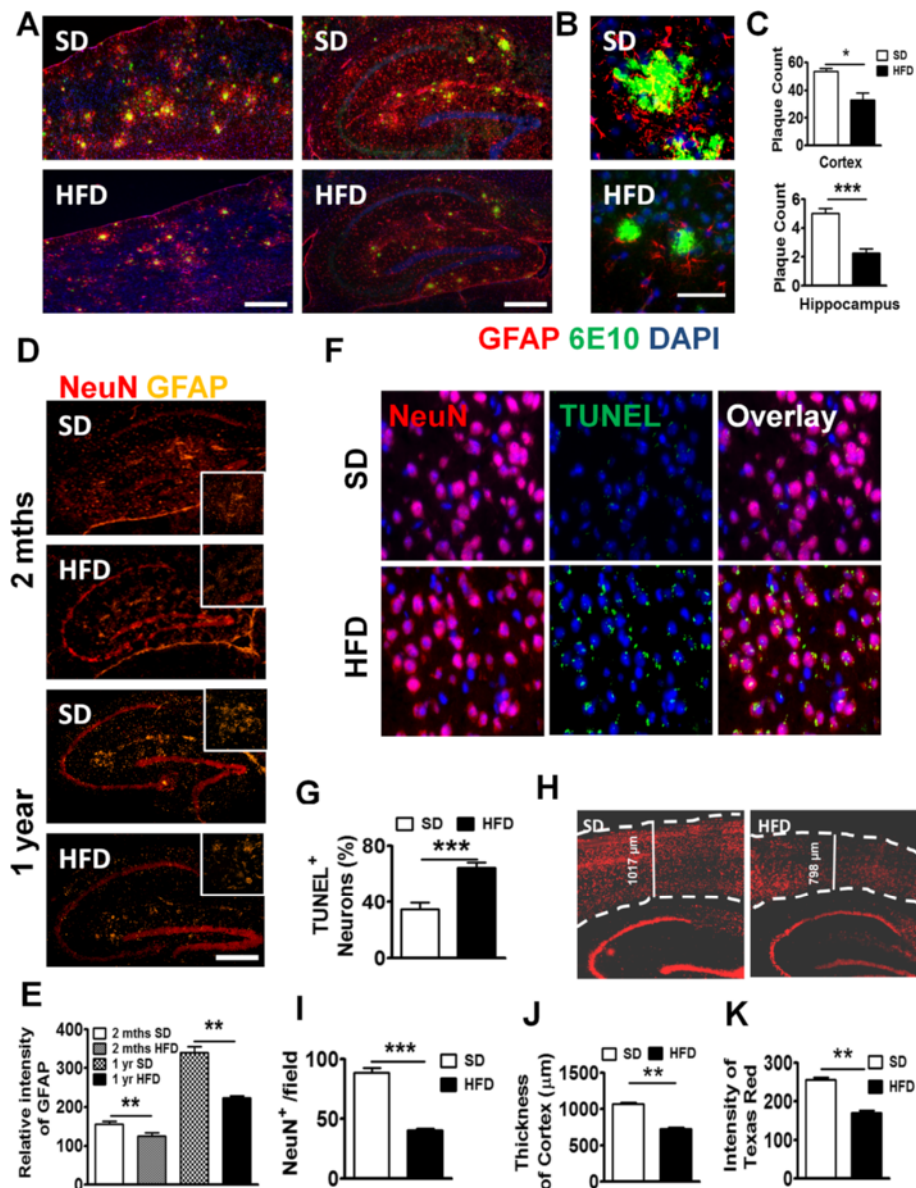 A
SD
SD
HFD
HFD
B
SD
HFD
C
SD
HFD
*
Plaque Count
60
40
20
0
Cortex
***
Plaque Count
6
4
2
0
Hippocampus
GFAP 6E10 DAPI
D
NeuN GFAP
2 mths
SD
HFD
1 year
SD
HFD
F
NeuN
TUNEL
Overlay
SD
HFD
G
SD
HFD
***
TUNEL+
Neurons (%)
80
40
0
H
SD
1017 µm
HFD
798 µm
E
Relative intensity
of GFAP
400
300
200
100
0
2 mths SD
2 mths HFD
1 yr SD
1 yr HFD
**
**
I
SD
HFD
***
NeuN+ /field
100
50
0
J
SD
HFD
**
Thickness
of Cortex (µm)
1500
1000
500
0
K
SD
HFD
**
Intensity of
Texas Red
300
200
100
0